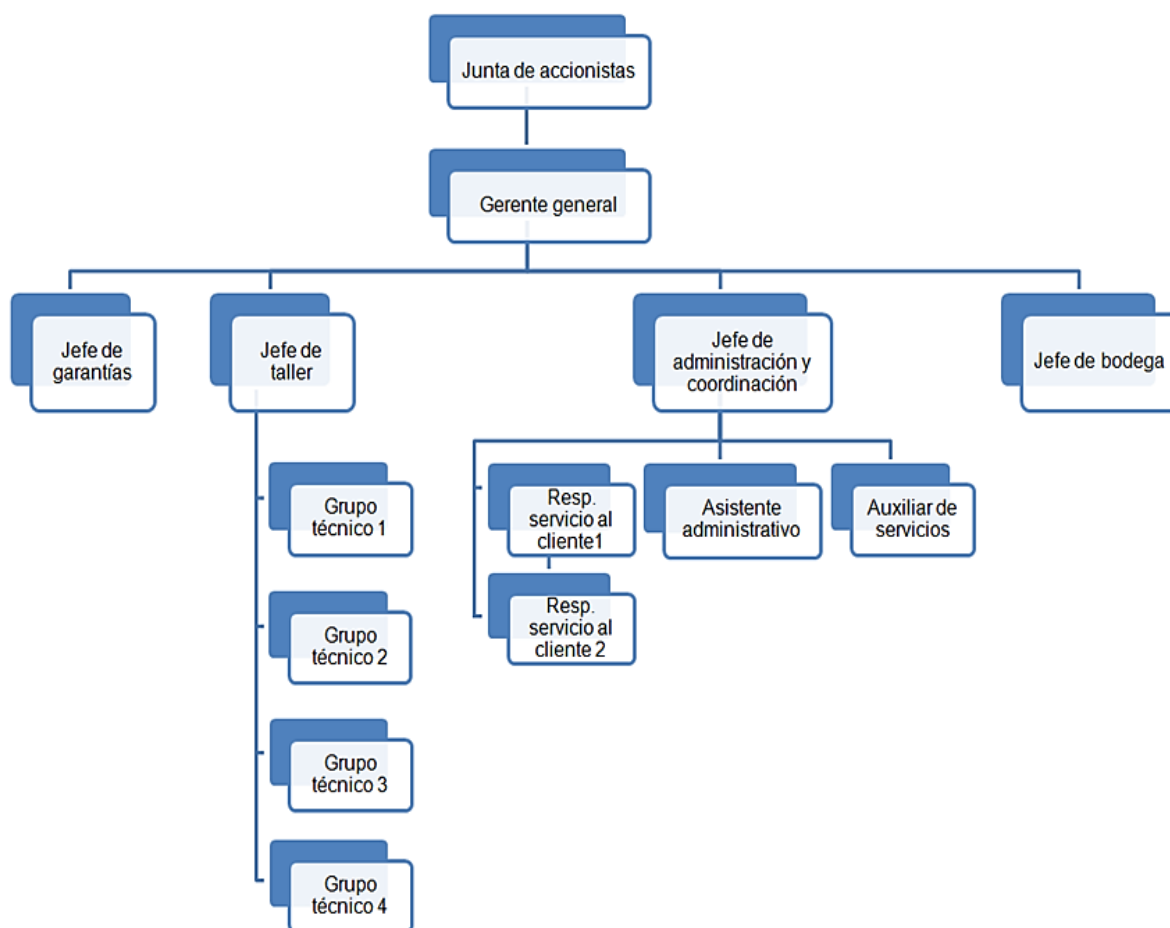 Junta de accionistas
Gerente general
Jefe de
garantías
Jefe de
taller
Jefe de
administración y
coordinación
Jefe de bodega
Grupo
técnico 1
Grupo
técnico 2
Grupo
técnico 3
Grupo
técnico 4
Resp.
servicio al
cliente1
Resp.
servicio al
cliente 2
Asistente
administrativo
Auxiliar de
servicios